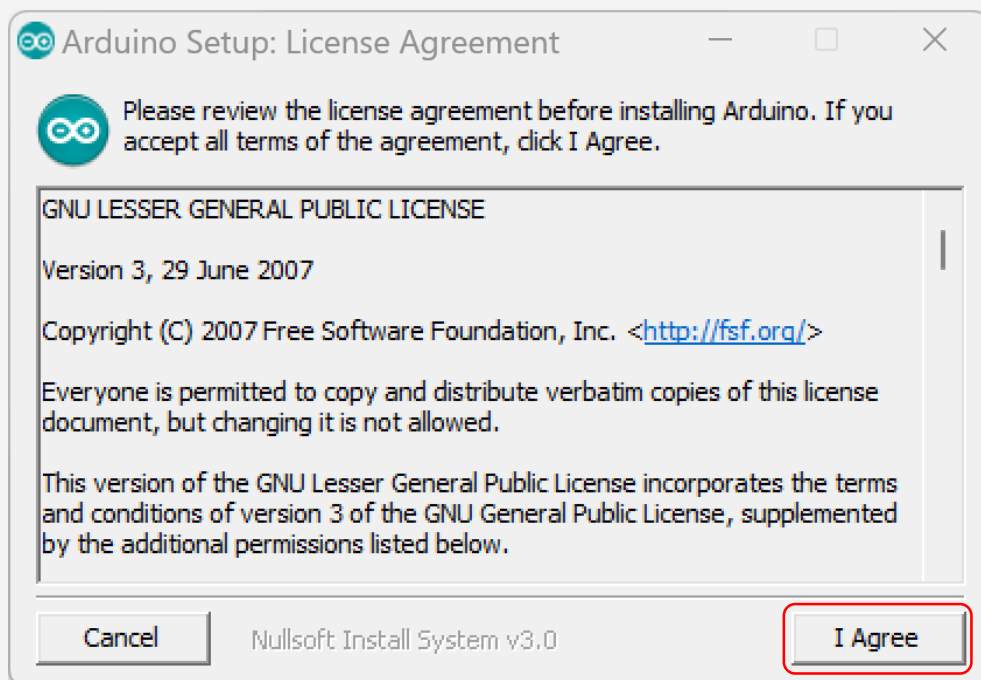 Arduino Setup: License Agreement
Please review the license agreement before installing Arduino. If you
accept all terms of the agreement, click I Agree.
GNU LESSER GENERAL PUBLIC LICENSE
Version 3, 29 June 2007
Copyright (C) 2007 Free Software Foundation, Inc. <http://fsf.org/>
Everyone is permitted to copy and distribute verbatim copies of this license
document, but changing it is not allowed.
This version of the GNU Lesser General Public License incorporates the terms
and conditions of version 3 of the GNU General Public License, supplemented
by the additional permissions listed below.
Cancel Nullsoft Install System v3.0 I Agree